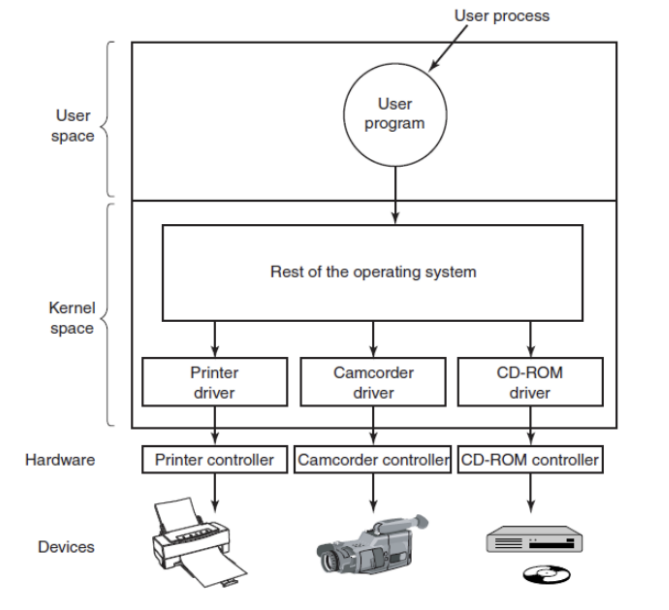 User process
User
program
User
space
Rest of the operating system
Kernel
space
Printer
driver
Camcorder
driver
CD-ROM
driver
Hardware
Printer controller
Camcorder controller
CD-ROM controller
Devices